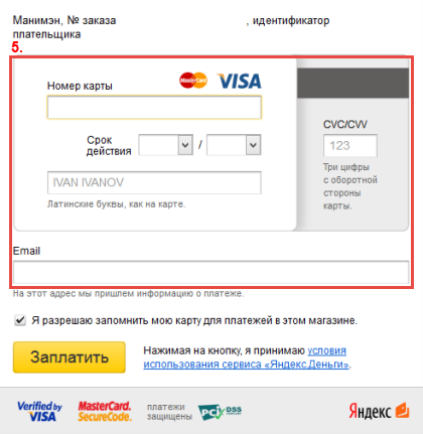 Манимэн, № заказа , идентификатор
плательщика
5.
Номер карты MasterCard VISA
Срок
действия /
IVAN IVANOV
Латинские буквы, как на карте.
CVC/CVV
123
Три цифры
с оборотной
стороны
карты.
Email
На этот адрес мы пришлем информацию о платеже.
Я разрешаю запомнить мою карту для платежей в этом магазине.
Заплатить
Нажимая на кнопку, я принимаю условия
использования сервиса «Яндекс.Деньги».
Verified by
VISA
MasterCard.
SecureCode.
платежи
защищены
PCI DSS
Яндекс